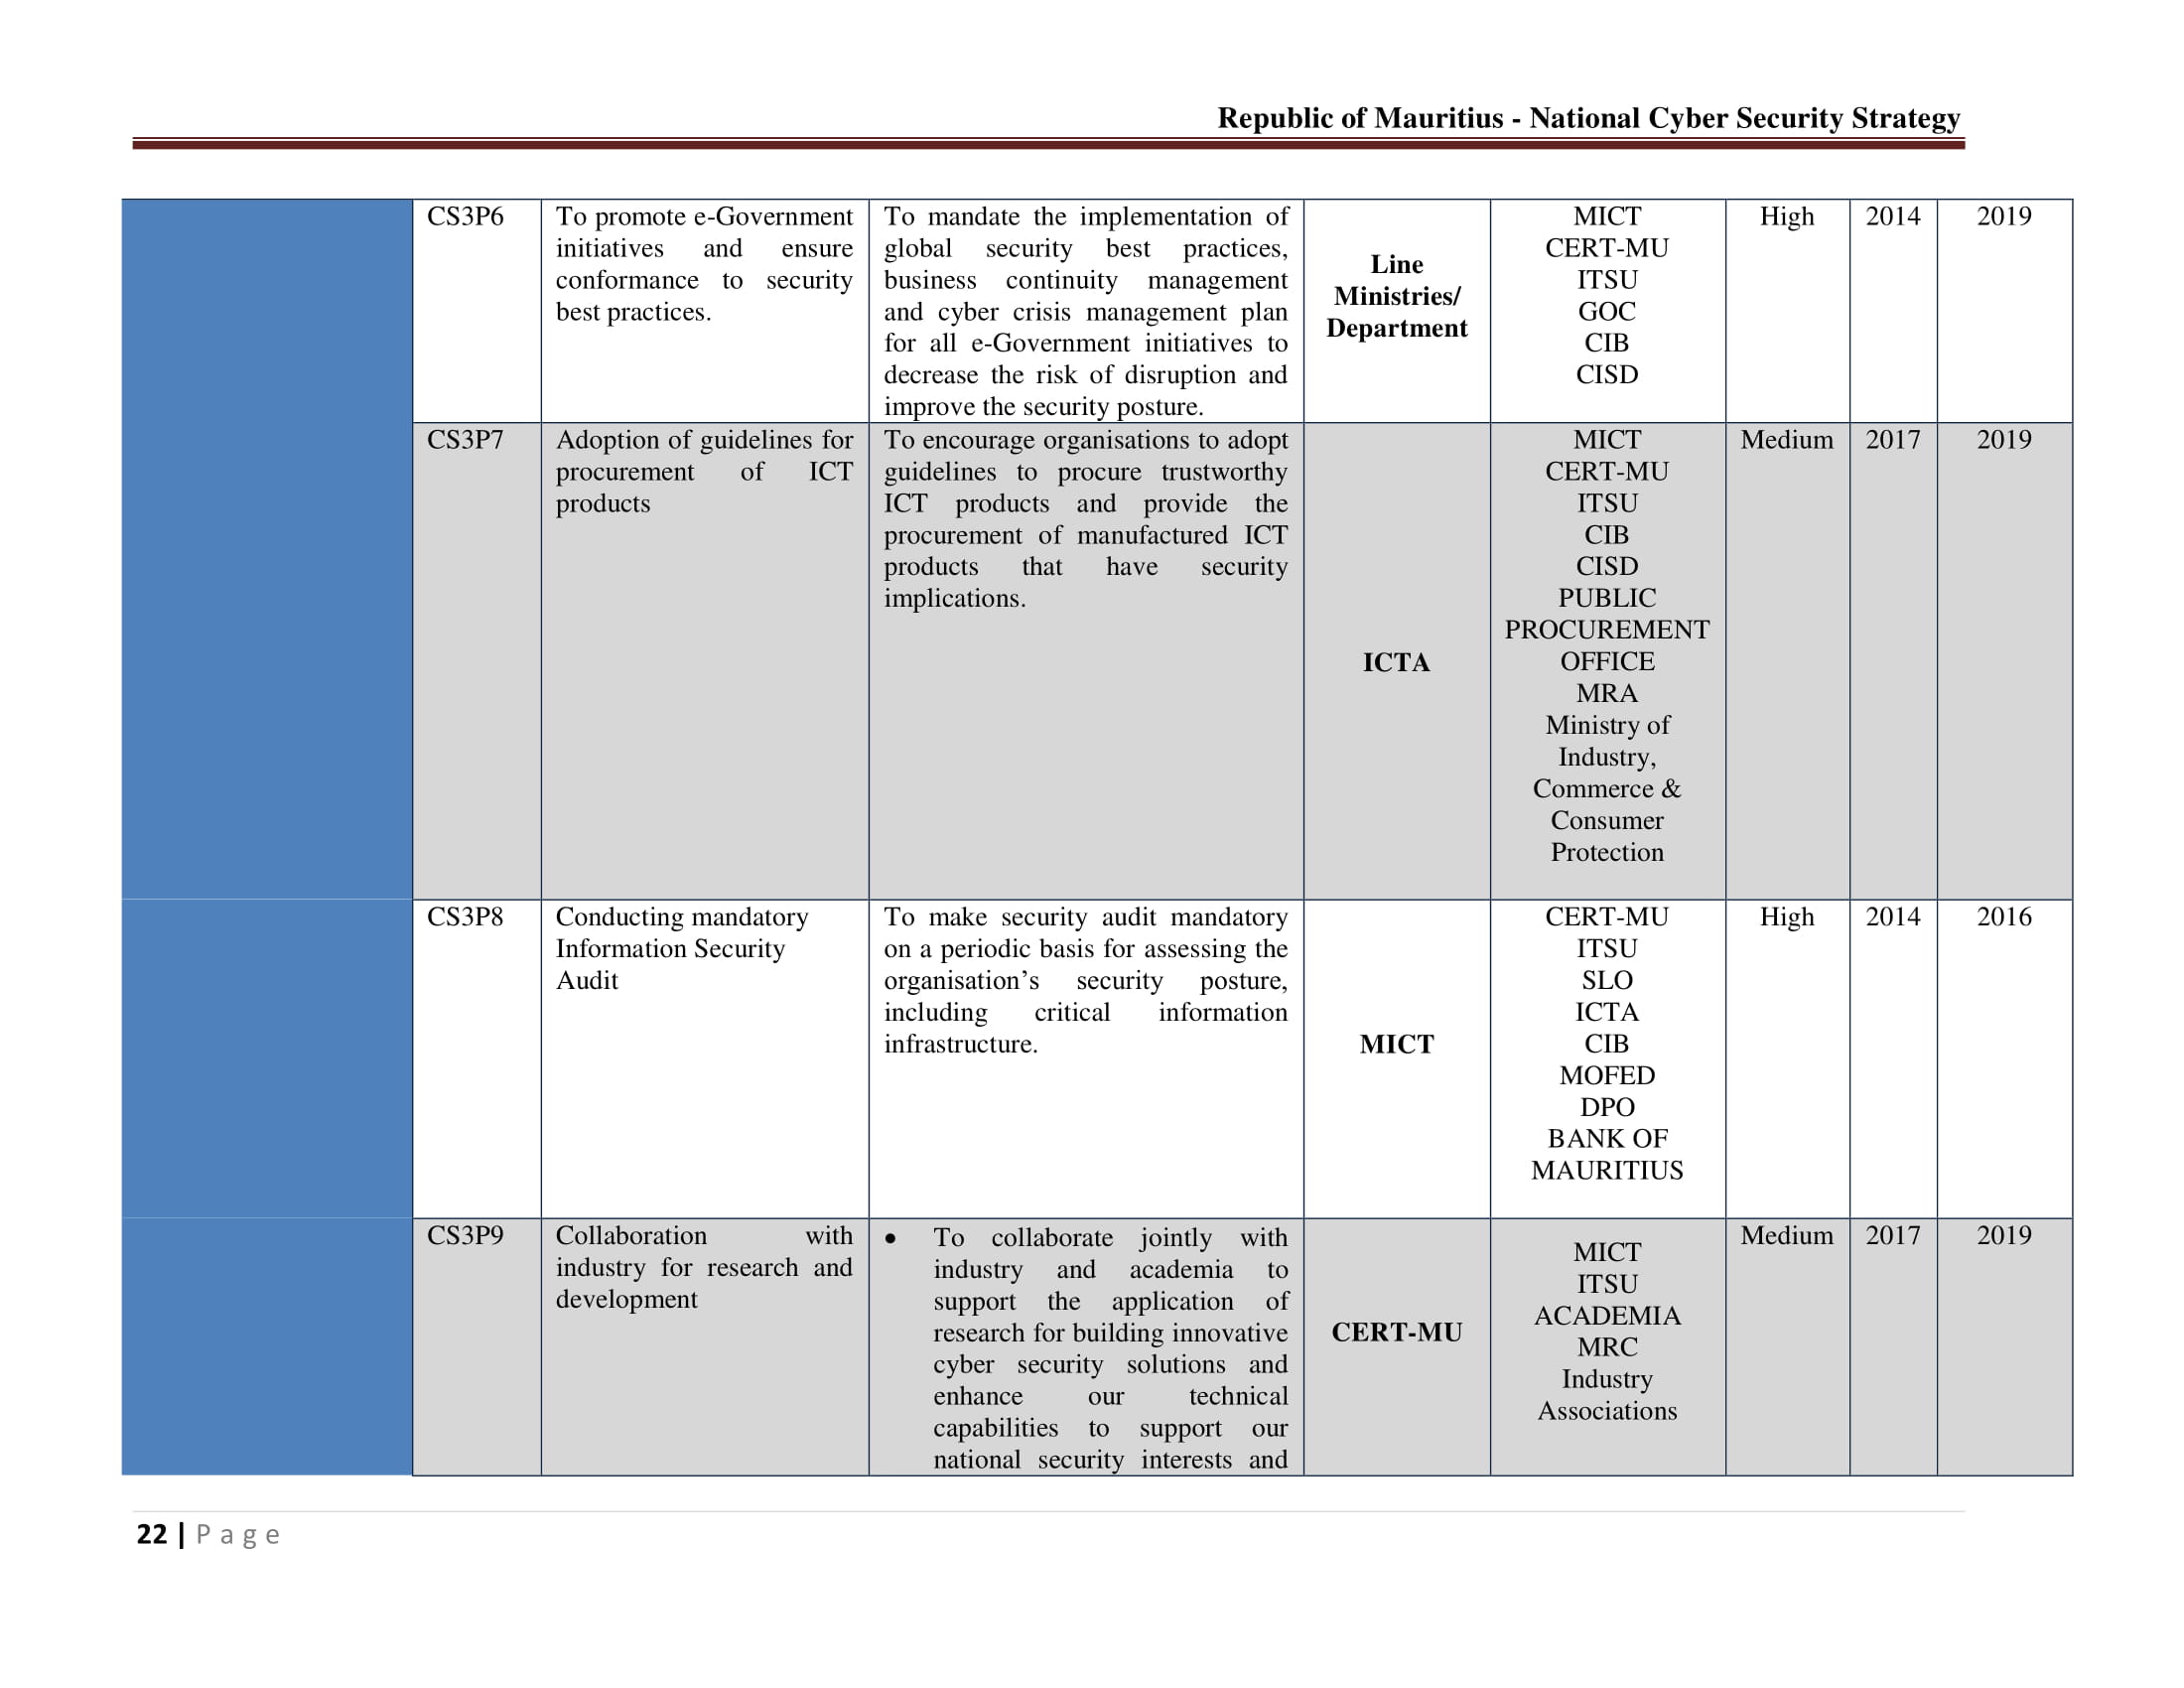 Republic of Mauritius - National Cyber Security Strategy
CS3P6
To promote e-Government
initiatives and ensure
conformance to security
best practices.
To mandate the implementation of
global security best practices,
business continuity management
and cyber crisis management plan
for all e-Government initiatives to
decrease the risk of disruption and
improve the security posture.
Line
Ministries/
Department
MICT
CERT-MU
ITSU
GOC
CIB
CISD
High
2014
2019
CS3P7
Adoption of guidelines for
procurement of ICT
products
To encourage organisations to adopt
guidelines to procure trustworthy
ICT products and provide the
procurement of manufactured ICT
products that have security
implications.
ICTA
MICT
CERT-MU
ITSU
CIB
CISD
PUBLIC
PROCUREMENT
OFFICE
MRA
Ministry of
Industry,
Commerce &
Consumer
Protection
Medium
2017
2019
CS3P8
Conducting mandatory
Information Security
Audit
To make security audit mandatory
on a periodic basis for assessing the
organisation’s security posture,
including critical information
infrastructure.
MICT
CERT-MU
ITSU
SLO
ICTA
CIB
MOFED
DPO
BANK OF
MAURITIUS
High
2014
2016
CS3P9
Collaboration with
industry for research and
development
• To collaborate jointly with
industry and academia to
support the application of
research for building innovative
cyber security solutions and
enhance our technical
capabilities to support our
national security interests and
CERT-MU
MICT
ITSU
ACADEMIA
MRC
Industry
Associations
Medium
2017
2019
22 | Page